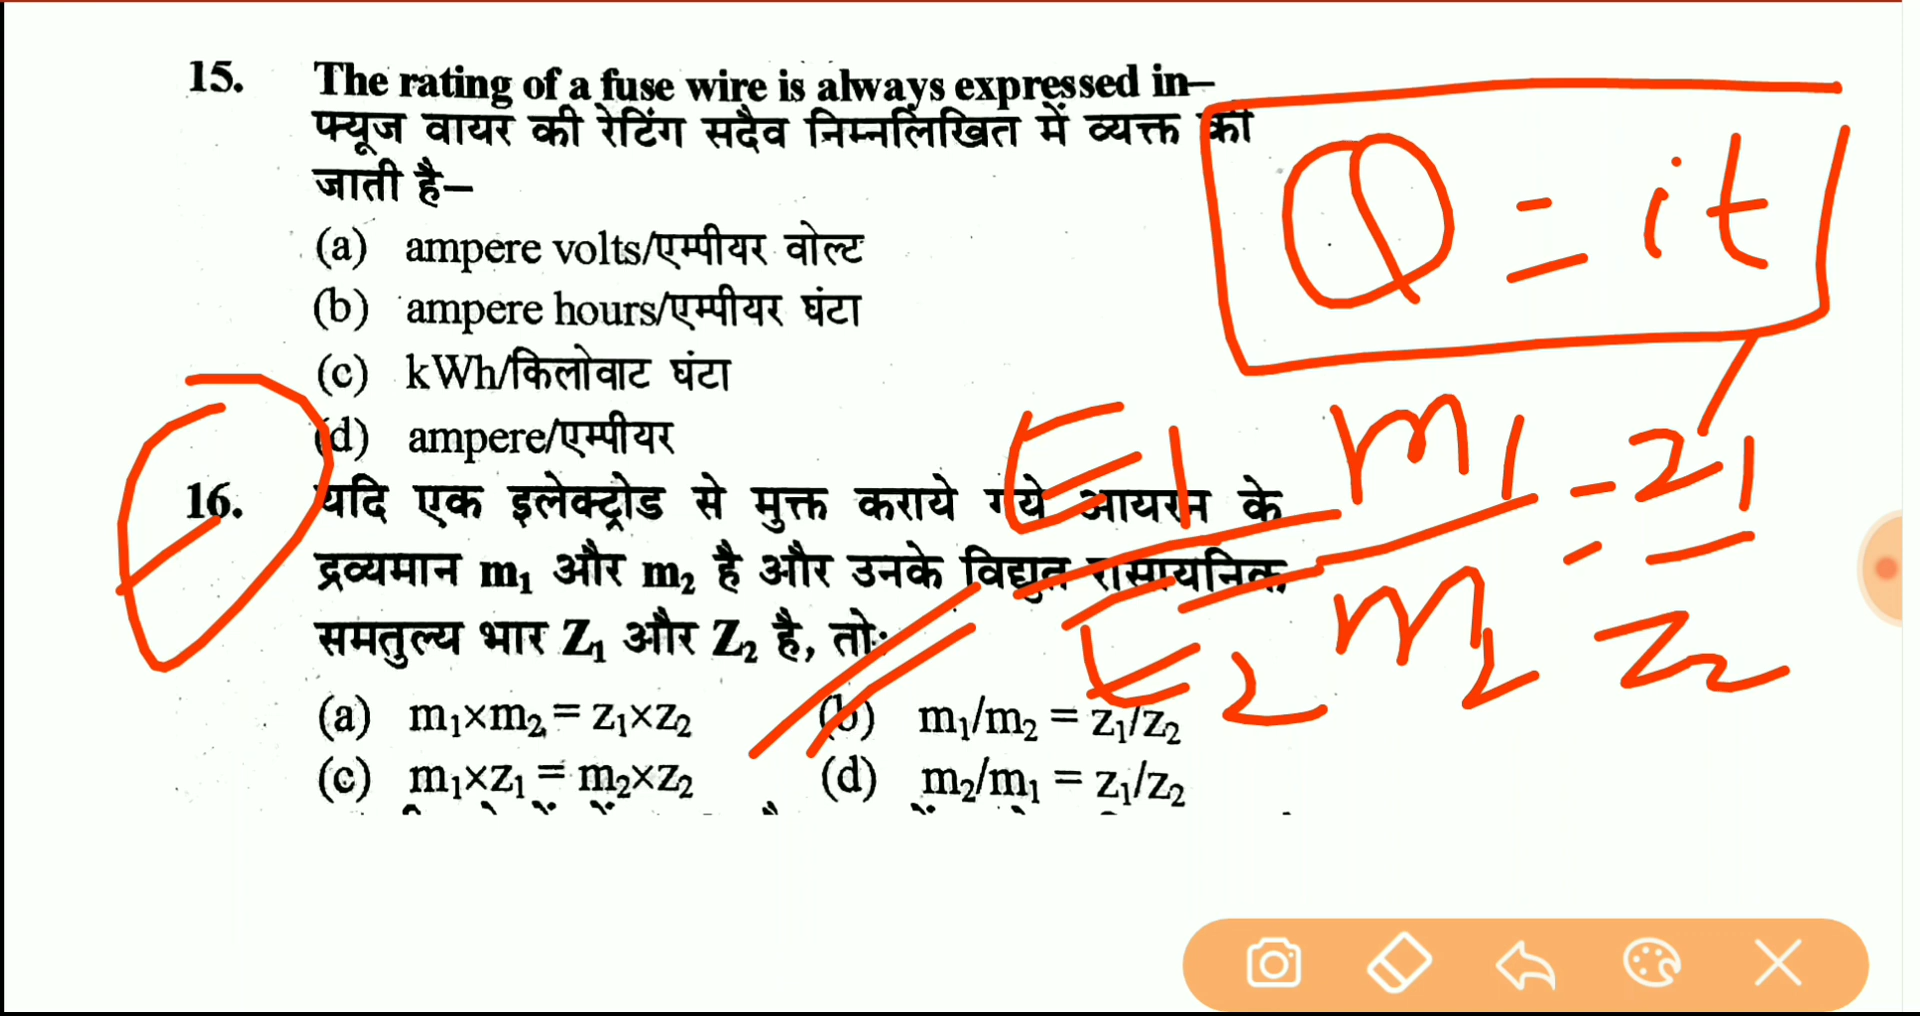 15. The rating of a fuse wire is always expressed in–
फ्यूज वायर की रेटिंग सदैव निम्नलिखित में व्यक्त की
जाती है–
(a) ampere volts/एम्पीयर वोल्ट
(b) ampere hours/एम्पीयर घंटा
(c) kWh/किलोवाट घंटा
(d) ampere/एम्पीयर
Q = it
16. यदि एक इलेक्ट्रोड से मुक्त कराये गये आयरन के
द्रव्यमान m₁ और m₂ है और उनके विद्युत रासायनिक
समतुल्य भार Z₁ और Z₂ है, तो:
E1/E2 m1/m2 = z1/z2
(a) m₁×m₂ = z₁×z₂ (b) m₁/m₂ = z₁/z₂
(c) m₁×z₁ = m₂×z₂ (d) m₂/m₁ = z₁/z₂